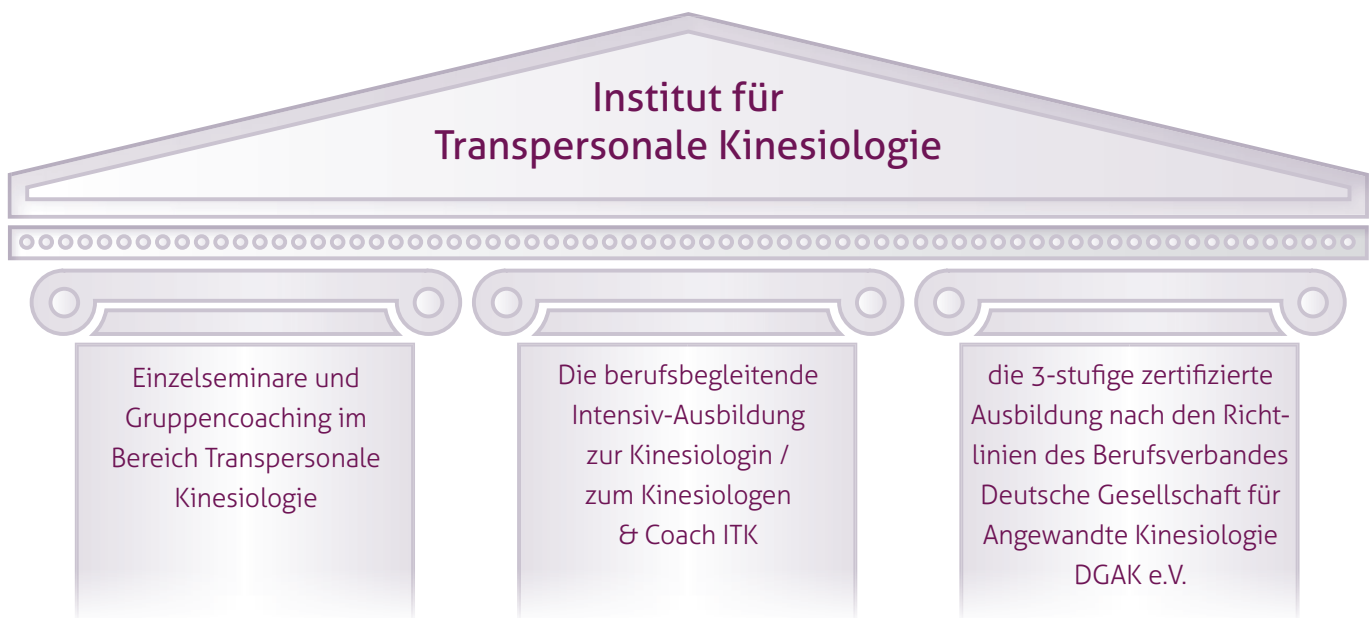 Institut für
Transpersonale Kinesiologie
Einzelseminare und
Gruppencoaching im
Bereich Transpersonale
Kinesiologie
Die berufsbegleitende
Intensiv-Ausbildung
zur Kinesiologin /
zum Kinesiologen
& Coach ITK
die 3-stufige zertifizierte
Ausbildung nach den Richt-
linien des Berufsverbandes
Deutsche Gesellschaft für
Angewandte Kinesiologie
DGAK e.V.